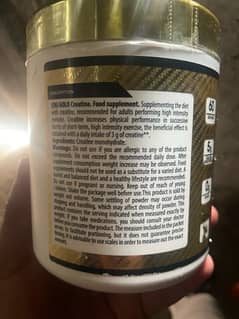 GOLD Creatine. Food supplement. Supplementing the diet
with creatine, recommended for adults performing high intensity
exercise. Creatine increases physical performance in successive
bursts of short-term, high intensity exercise, the beneficial effect is
obtained with a daily intake of 3 g of creatine**.
Ingredients: Creatine monohydrate.
Warnings: Do not use if you are allergic to any of the product
components. Do not exceed the recommended daily dose. After
product consumption weight increase may be observed. Food
supplements should not be used as a substitute for a varied diet. A
varied and balanced diet and a healthy lifestyle are recommended.
Do not use if pregnant or nursing. Keep out of reach of young
children. Shake the package well before use. This product is sold by
weight not volume. Some settling of powder may occur during
shipping and handling, which may affect density of powder. This
product contains the serving indicated when measured exactly by
weight. If you take medications, you should consult your doctor
before you consume the product. The measure included in the packet
serves to facilitate portioning, but it does not guarantee precise
dosing. It is advisable to use scales in order to measure out the exact
60
5g
0g